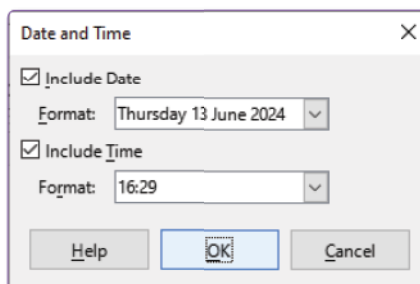 Date and Time
Include Date
Format: Thursday 13 June 2024
Include Time
Format: 16:29
Help OK Cancel